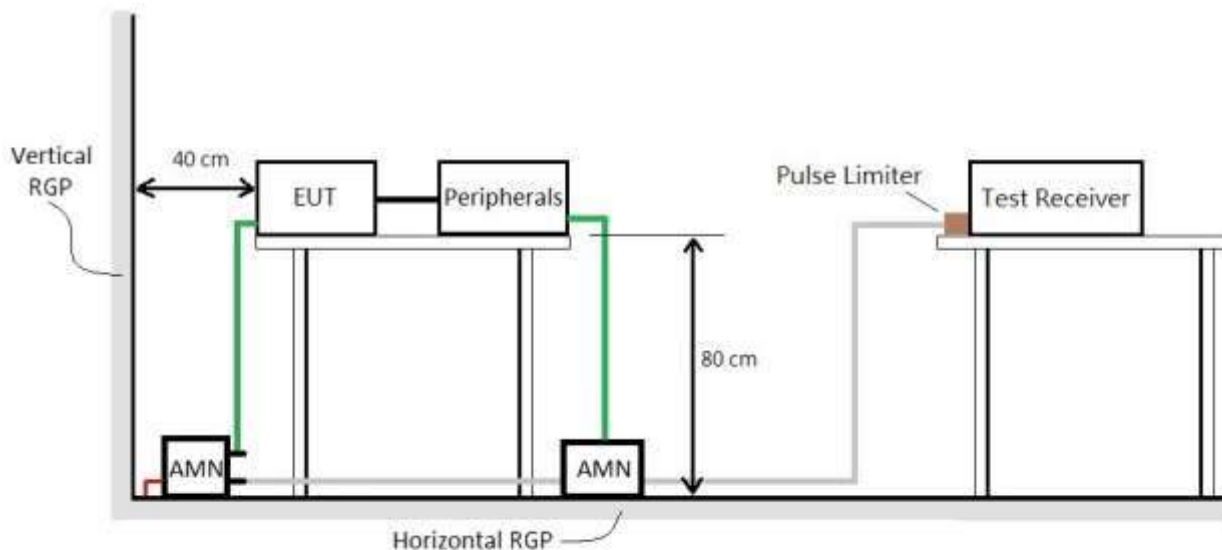 Vertical
RGP
40 cm
EUT
Peripherals
Pulse Limiter
Test Receiver
80 cm
AMN
AMN
Horizontal RGP